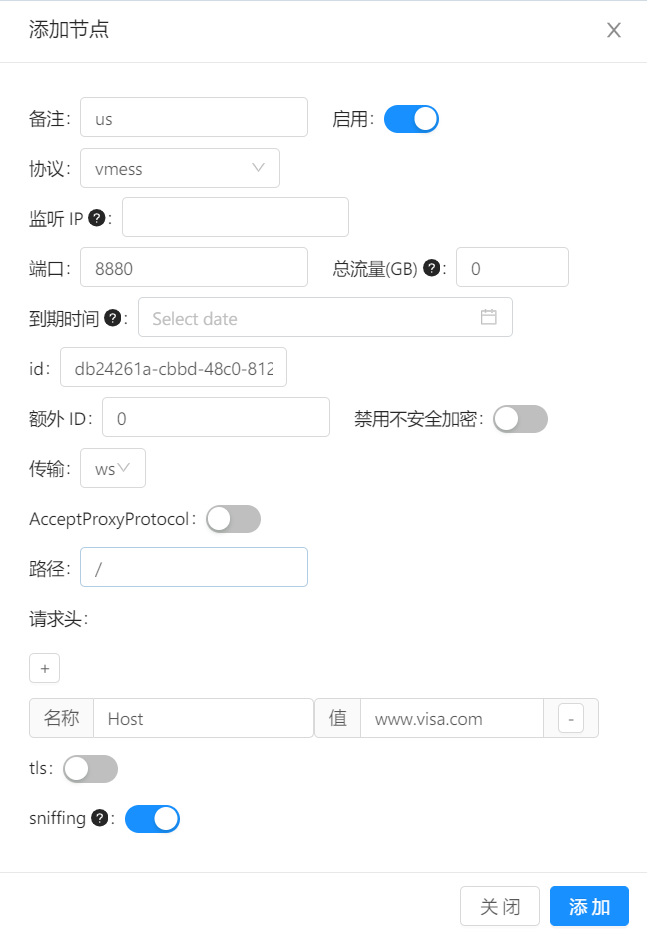 添加节点
备注: us 启用:
协议: vmess
监听 IP ? :
端口: 8880 总流量(GB) ? : 0
到期时间 ? : Select date
id: db24261a-cbbd-48c0-812
额外 ID: 0 禁用不安全加密:
传输: ws
AcceptProxyProtocol:
路径: /
请求头:
+
名称 Host 值 www.visa.com -
tls:
sniffing ? :
关 闭 添 加